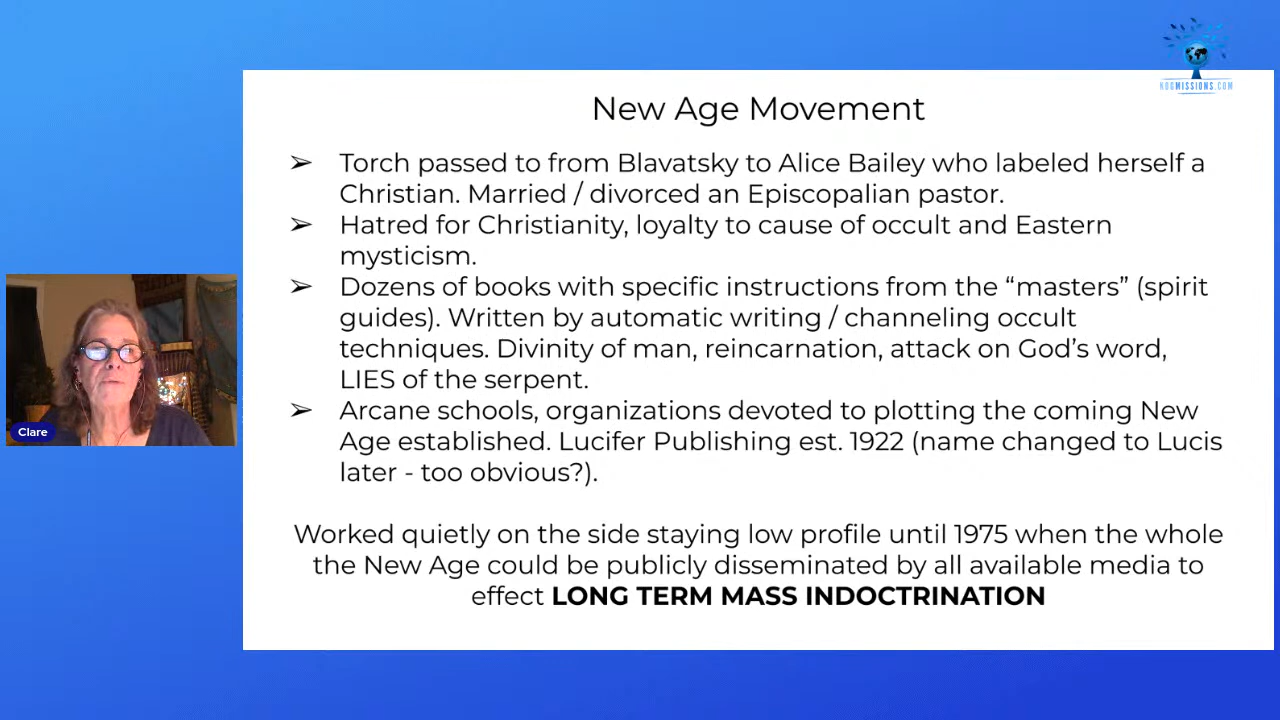 KOGMISSIONS.COM
New Age Movement
➢ Torch passed to from Blavatsky to Alice Bailey who labeled herself a
Christian. Married / divorced an Episcopalian pastor.
➢ Hatred for Christianity, loyalty to cause of occult and Eastern
mysticism.
➢ Dozens of books with specific instructions from the “masters” (spirit
guides). Written by automatic writing / channeling occult
techniques. Divinity of man, reincarnation, attack on God’s word,
LIES of the serpent.
➢ Arcane schools, organizations devoted to plotting the coming New
Age established. Lucifer Publishing est. 1922 (name changed to Lucis
later - too obvious?).
Worked quietly on the side staying low profile until 1975 when the whole
the New Age could be publicly disseminated by all available media to
effect LONG TERM MASS INDOCTRINATION
Clare